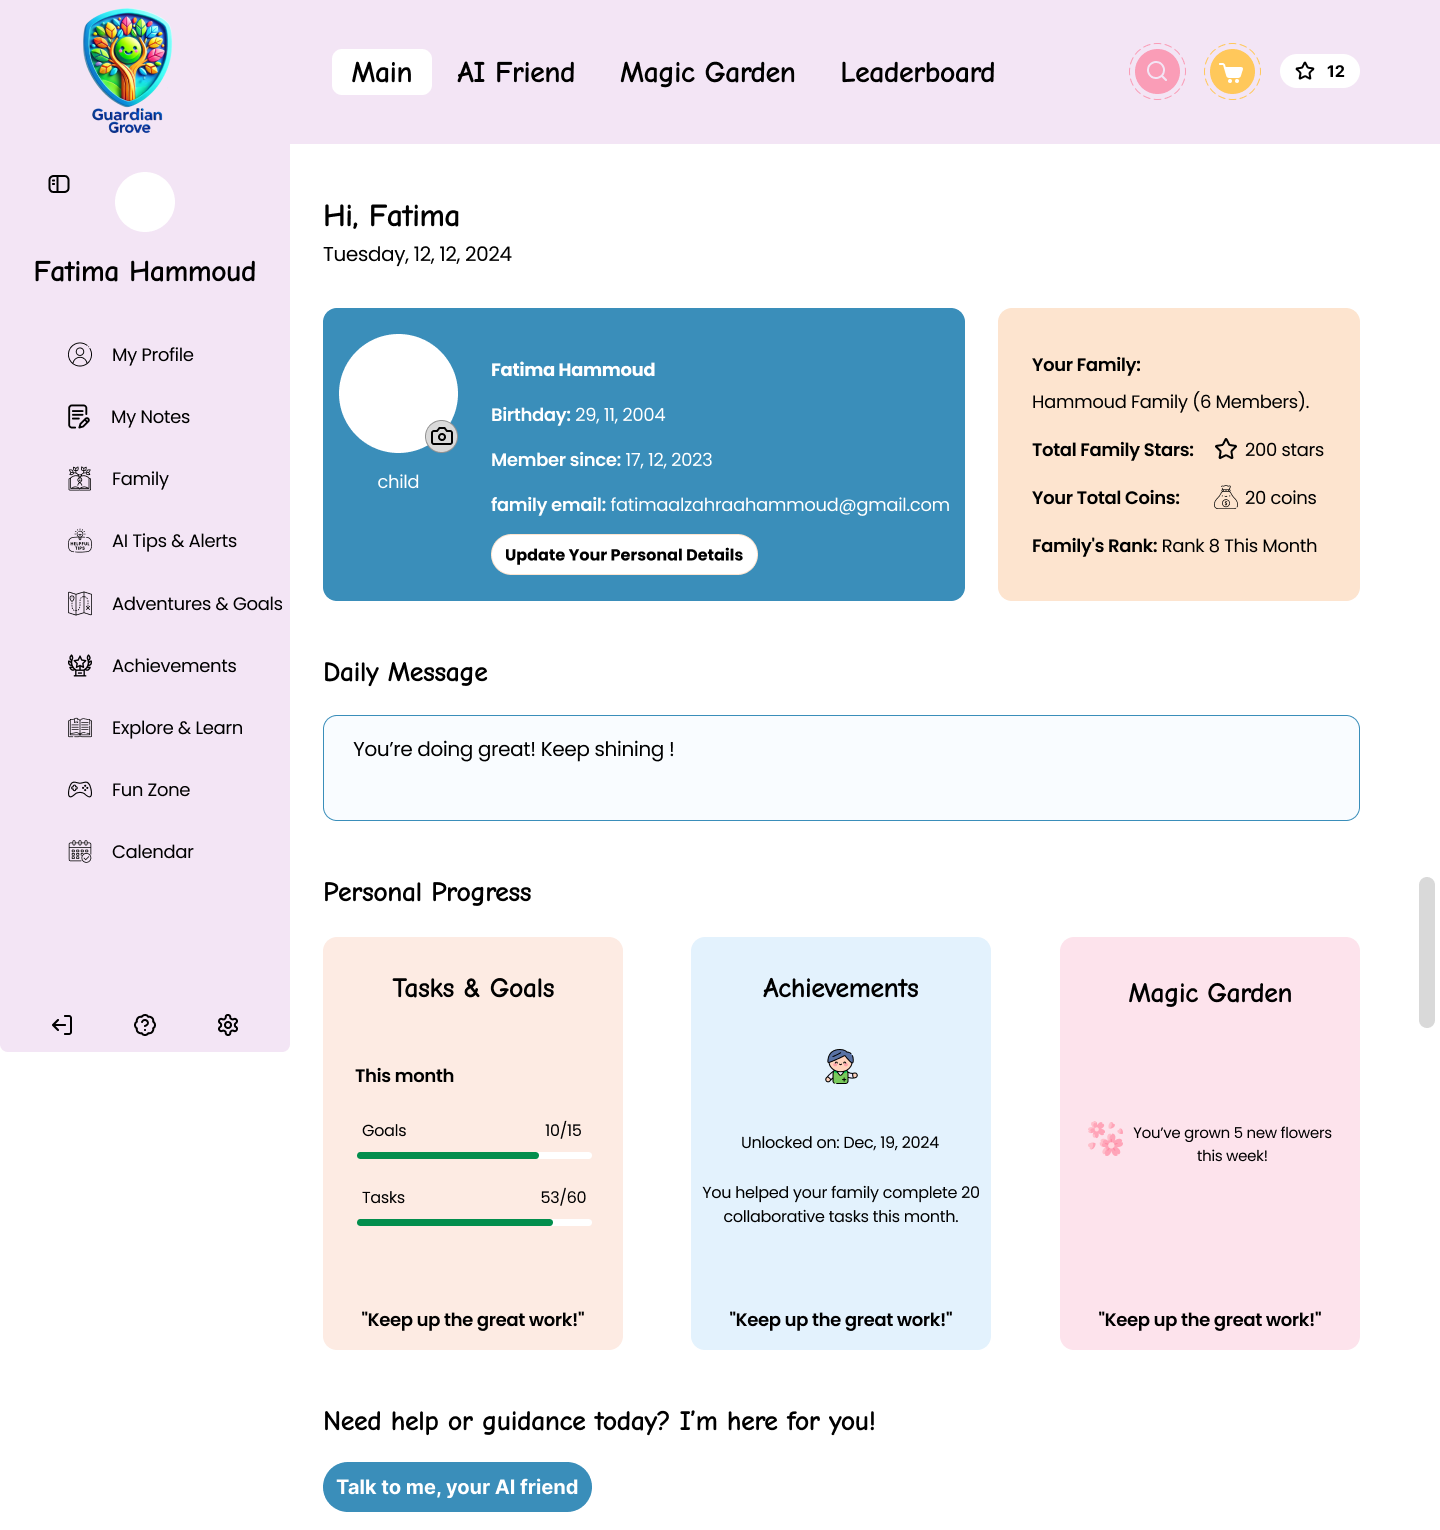 Guardian
Grove
Main
AI Friend
Magic Garden
Leaderboard
12
Fatima Hammoud
My Profile
My Notes
Family
HELPFUL
TIPS
AI Tips & Alerts
Adventures & Goals
Achievements
Explore & Learn
Fun Zone
Calendar
Hi, Fatima
Tuesday, 12, 12, 2024
child
Fatima Hammoud
Birthday: 29, 11, 2004
Member since: 17, 12, 2023
family email: fatimaalzahraahammoud@gmail.com
Update Your Personal Details
Your Family:
Hammoud Family (6 Members).
Total Family Stars: 200 stars
Your Total Coins: 20 coins
Family's Rank: Rank 8 This Month
Daily Message
You’re doing great! Keep shining !
Personal Progress
Tasks & Goals
This month
Goals 10/15
Tasks 53/60
"Keep up the great work!"
Achievements
Unlocked on: Dec, 19, 2024
You helped your family complete 20
collaborative tasks this month.
"Keep up the great work!"
Magic Garden
You’ve grown 5 new flowers
this week!
"Keep up the great work!"
Need help or guidance today? I’m here for you!
Talk to me, your AI friend